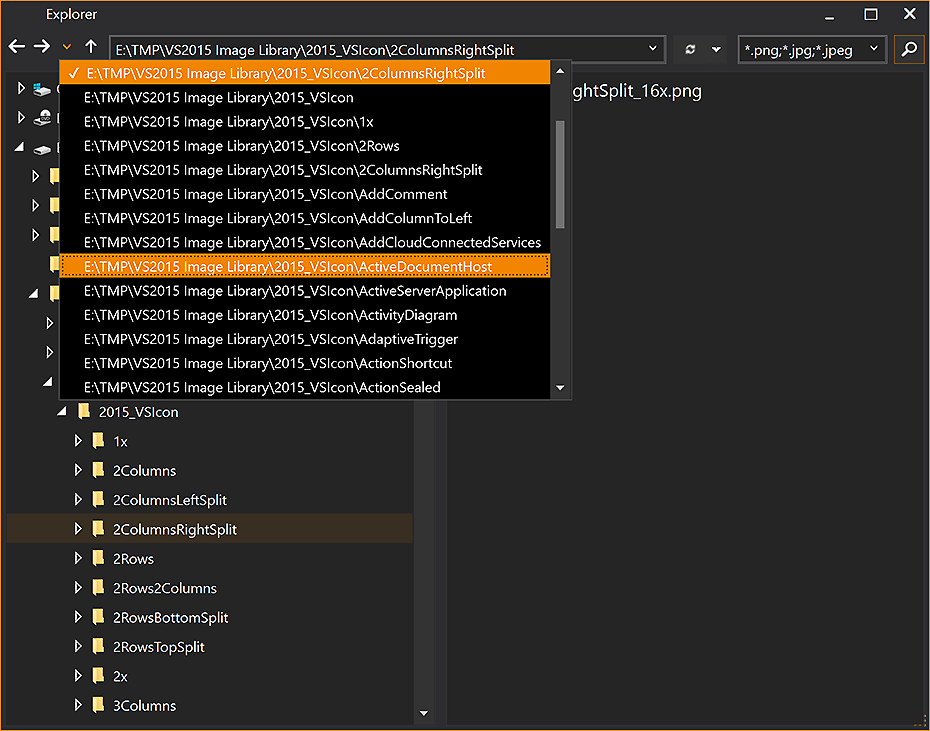 Explorer
E:\TMP\VS2015 Image Library\2015_VSIcon\2ColumnsRightSplit
*.png;*.jpg;*.jpeg
✓ E:\TMP\VS2015 Image Library\2015_VSIcon\2ColumnsRightSplit
ghtSplit_16x.png
E:\TMP\VS2015 Image Library\2015_VSIcon
E:\TMP\VS2015 Image Library\2015_VSIcon\1x
E:\TMP\VS2015 Image Library\2015_VSIcon\2Rows
E:\TMP\VS2015 Image Library\2015_VSIcon\2ColumnsRightSplit
E:\TMP\VS2015 Image Library\2015_VSIcon\AddComment
E:\TMP\VS2015 Image Library\2015_VSIcon\AddColumnToLeft
E:\TMP\VS2015 Image Library\2015_VSIcon\AddCloudConnectedServices
E:\TMP\VS2015 Image Library\2015_VSIcon\ActiveDocumentHost
E:\TMP\VS2015 Image Library\2015_VSIcon\ActiveServerApplication
E:\TMP\VS2015 Image Library\2015_VSIcon\ActivityDiagram
E:\TMP\VS2015 Image Library\2015_VSIcon\AdaptiveTrigger
E:\TMP\VS2015 Image Library\2015_VSIcon\ActionShortcut
E:\TMP\VS2015 Image Library\2015_VSIcon\ActionSealed
2015_VSIcon
1x
2Columns
2ColumnsLeftSplit
2ColumnsRightSplit
2Rows
2Rows2Columns
2RowsBottomSplit
2RowsTopSplit
2x
3Columns